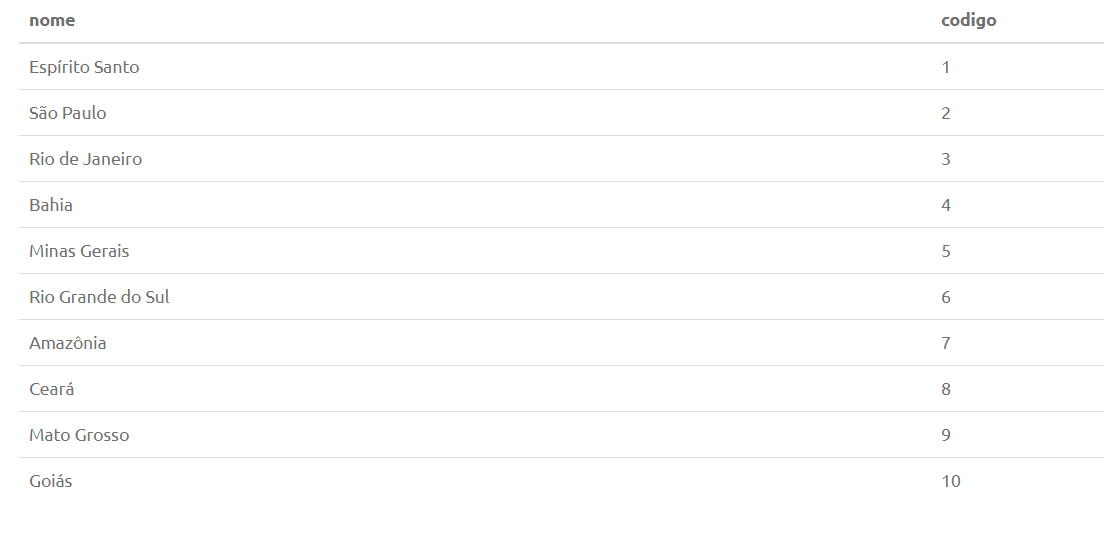 nome codigo
Espírito Santo 1
São Paulo 2
Rio de Janeiro 3
Bahia 4
Minas Gerais 5
Rio Grande do Sul 6
Amazônia 7
Ceará 8
Mato Grosso 9
Goiás 10